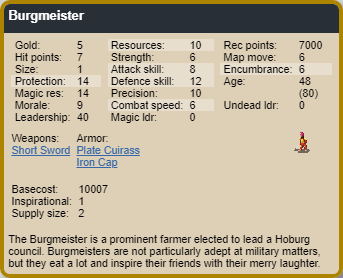 Burgmeister
Gold: 5 Resources: 10 Rec points: 7000
Hit points: 7 Strength: 6 Map move: 6
Size: 1 Attack skill: 8 Encumbrance: 6
Protection: 14 Defence skill: 12 Age: 48
Magic res: 14 Precision: 10 (80)
Morale: 9 Combat speed: 6 Undead ldr: 0
Leadership: 40 Magic ldr: 0
Weapons: Armor:
Short Sword Plate Cuirass
Iron Cap
Basecost: 10007
Inspirational: 1
Supply size: 2
The Burgmeister is a prominent farmer elected to lead a Hoburg
council. Burgmeisters are not particularly adept at military matters,
but they eat a lot and inspire their friends with their merry laughter.